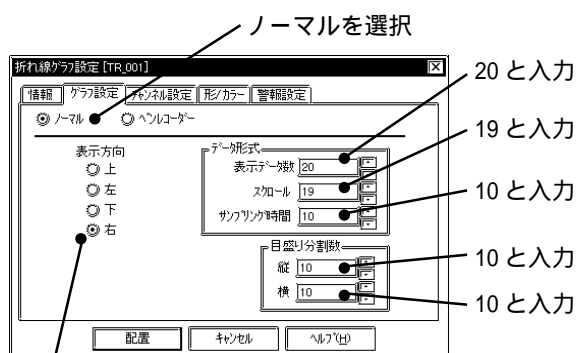 ノーマルを選択
折れ線グラフ設定 [TR_001]
情報 グラフ設定 チャンネル設定 形/カラー 警報設定
ノーマル ペンレコーダー
表示方向
上
左
下
右
データ形式
表示データ数 20
20 と入力
スクロール 19
19 と入力
サンプリング時間 10
10 と入力
目盛り分割数
縦 10
10 と入力
横 10
10 と入力
配置 キャンセル ヘルプ(H)